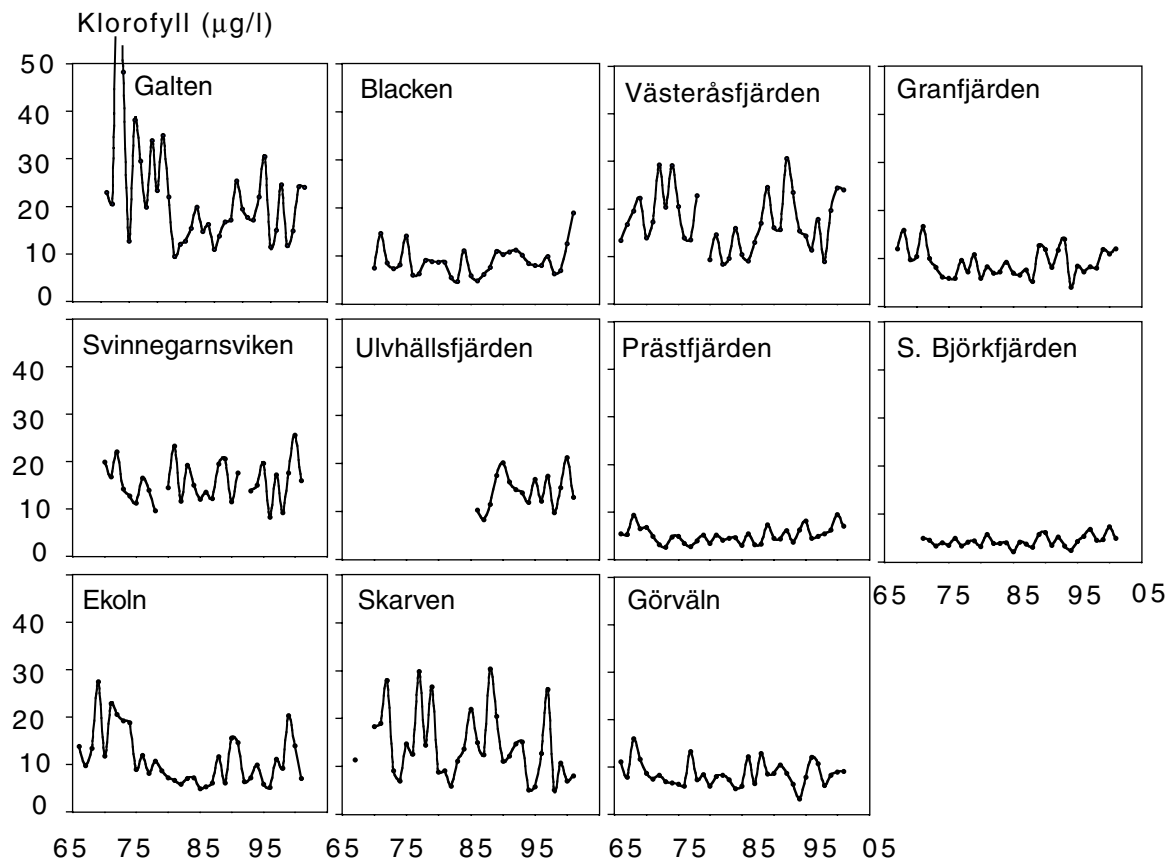 Klorofyll (μg/l)
50
40
30
20
10
0
Galten
Blacken
Västeråsfjärden
Granfjärden
40
30
20
10
0
Svinnegarnsviken
Ulvhällsfjärden
Prästfjärden
S. Björkfjärden
65 75 85 95 05
40
30
20
10
0
Ekoln
Skarven
Görväln
65 75 85 95 65 75 85 95 65 75 85 95 05